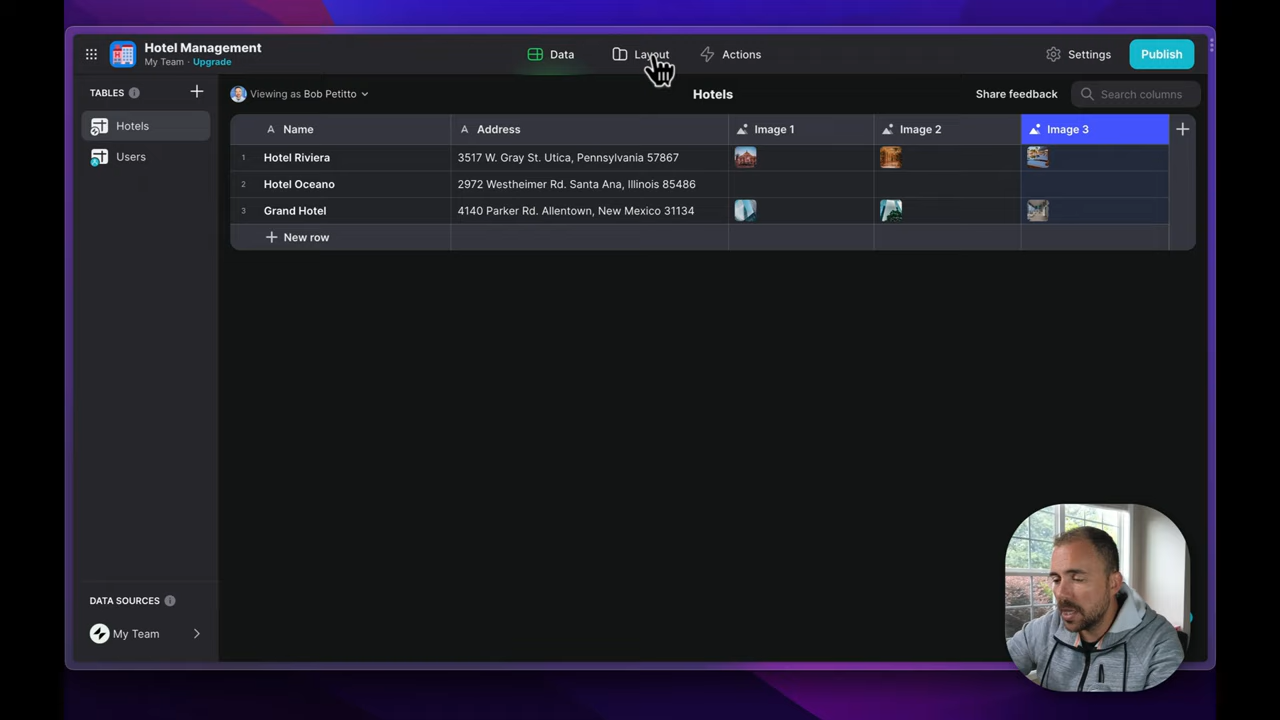 Hotel Management
My Team · Upgrade
Data
Layout
Actions
Settings
Publish
TABLES
Hotels
Users
Viewing as Bob Petitto
Hotels
Share feedback
Search columns
Name
Address
Image 1
Image 2
Image 3
1 Hotel Riviera 3517 W. Gray St. Utica, Pennsylvania 57867
2 Hotel Oceano 2972 Westheimer Rd. Santa Ana, Illinois 85486
3 Grand Hotel 4140 Parker Rd. Allentown, New Mexico 31134
New row
DATA SOURCES
My Team